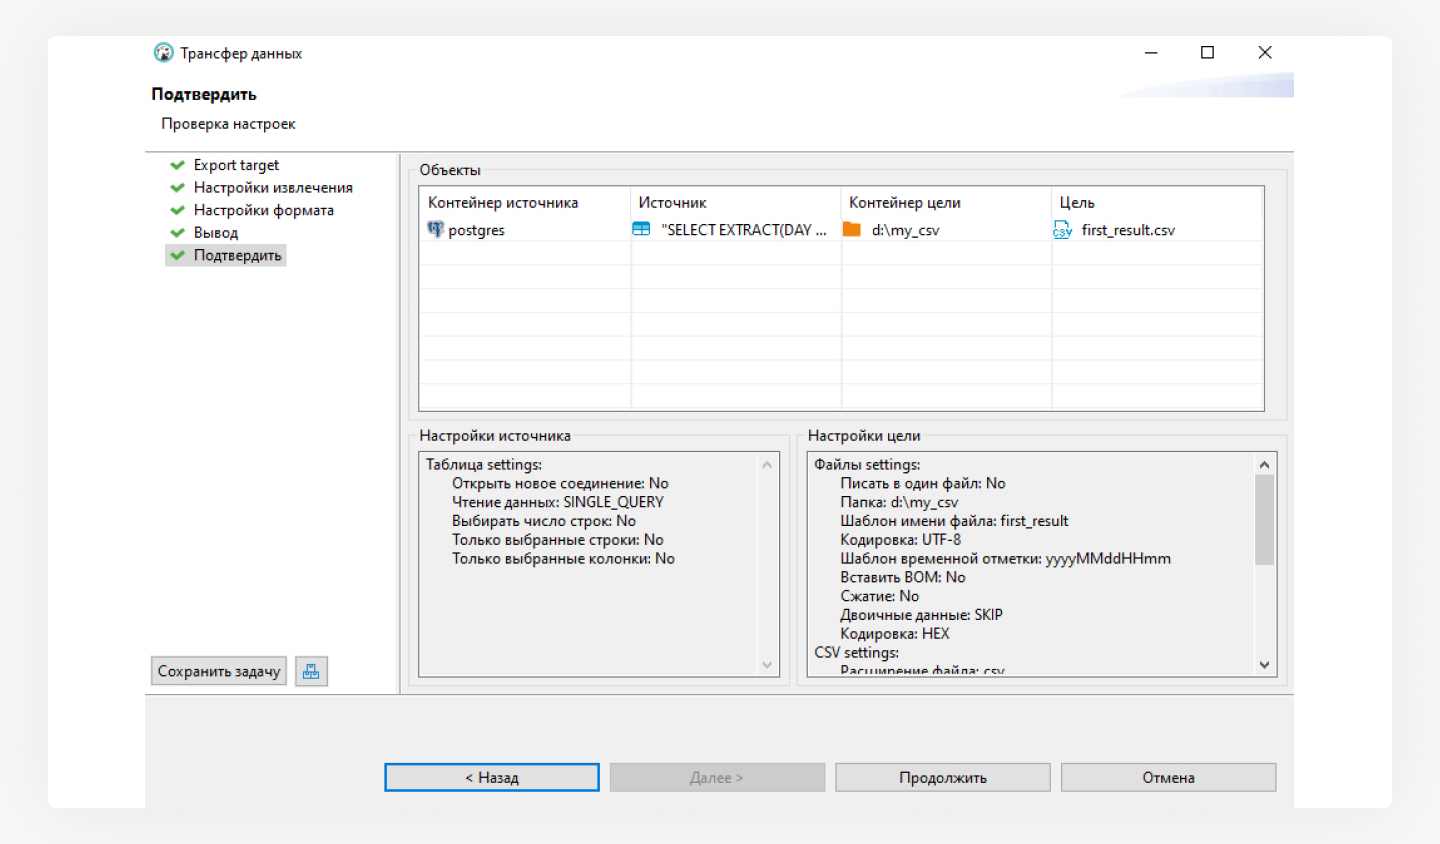 Трансфер данных
Подтвердить
Проверка настроек
Export target
Настройки извлечения
Настройки формата
Вывод
Подтвердить
Сохранить задачу
Объекты
Контейнер источника Источник Контейнер цели Цель
postgres "SELECT EXTRACT(DAY ... d:\my_csv first_result.csv
Настройки источника
Таблица settings:
Открыть новое соединение: No
Чтение данных: SINGLE_QUERY
Выбирать число строк: No
Только выбранные строки: No
Только выбранные колонки: No
Настройки цели
Файлы settings:
Писать в один файл: No
Папка: d:\my_csv
Шаблон имени файла: first_result
Кодировка: UTF-8
Шаблон временной отметки: yyyyMMddHHmm
Вставить BOM: No
Сжатие: No
Двоичные данные: SKIP
Кодировка: HEX
CSV settings:
Расширение файла: csv
< Назад Далее > Продолжить Отмена